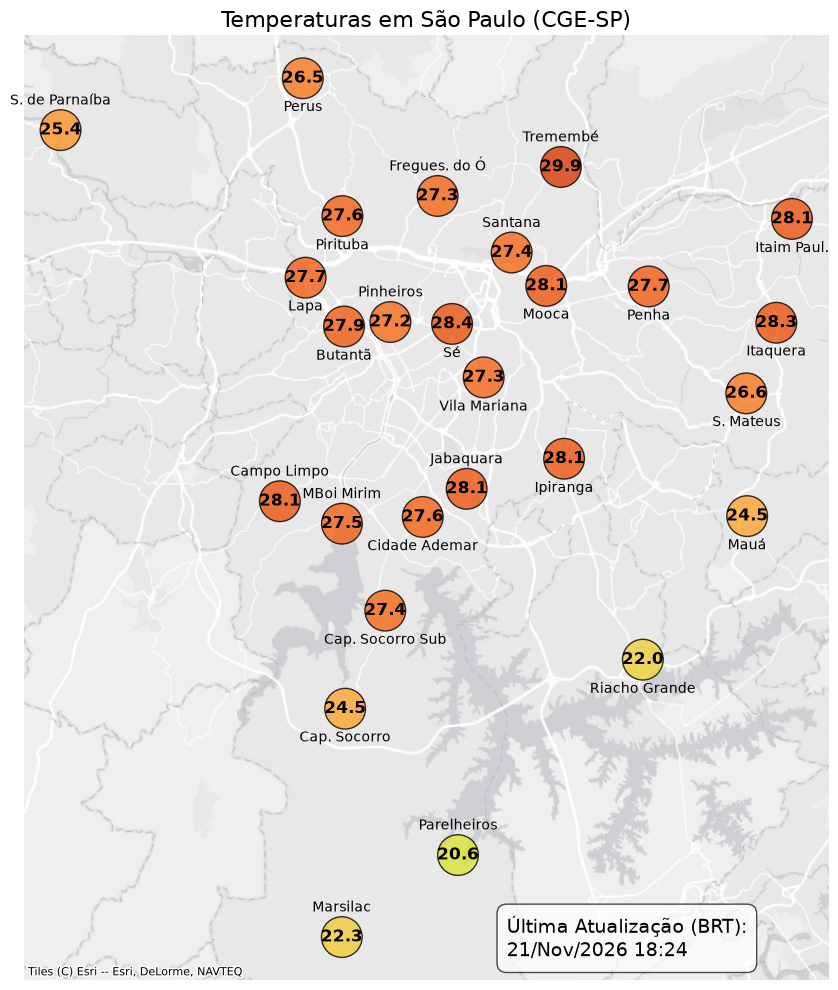 Temperaturas em São Paulo (CGE-SP)
26.5
Perus
S. de Parnaíba
25.4
Tremembé
29.9
Fregues. do Ó
27.3
27.6
Pirituba
28.1
Itaim Paul.
Santana
27.4
27.7
Lapa
28.1
Mooca
27.7
Penha
Pinheiros
27.2
27.9
Butantã
28.4
Sé
28.3
Itaquera
27.3
Vila Mariana
26.6
S. Mateus
Jabaquara
28.1
28.1
Ipiranga
Campo Limpo
28.1
MBoi Mirim
27.5
27.6
Cidade Ademar
24.5
Mauá
27.4
Cap. Socorro Sub
22.0
Riacho Grande
24.5
Cap. Socorro
Parelheiros
20.6
Marsilac
22.3
Última Atualização (BRT):
21/Nov/2026 18:24
Tiles (C) Esri -- Esri, DeLorme, NAVTEQ